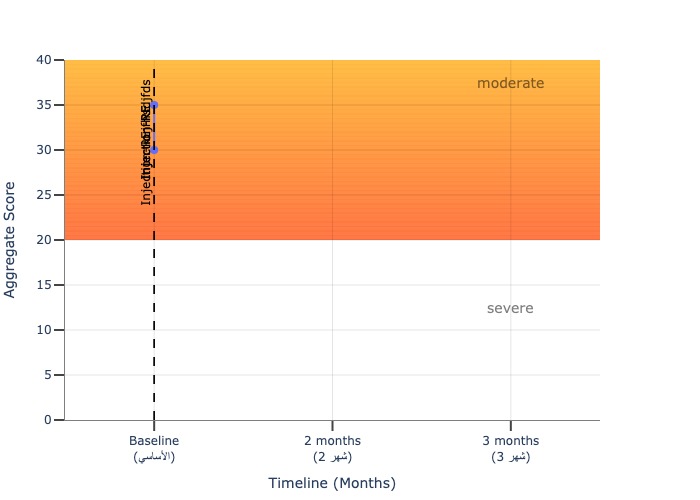 40
35
30
25
20
15
10
5
0
Aggregate Score
moderate
severe
Baseline
(الأساسي)
2 months
(شهر 2)
3 months
(شهر 3)
Timeline (Months)